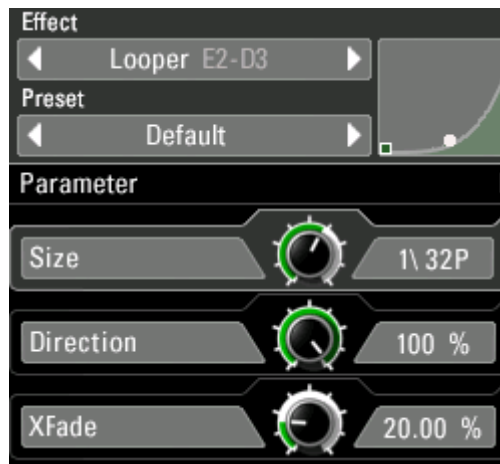 Effect
Looper E2-D3
Preset
Default
Parameter
Size 1\ 32P
Direction 100 %
XFade 20.00 %